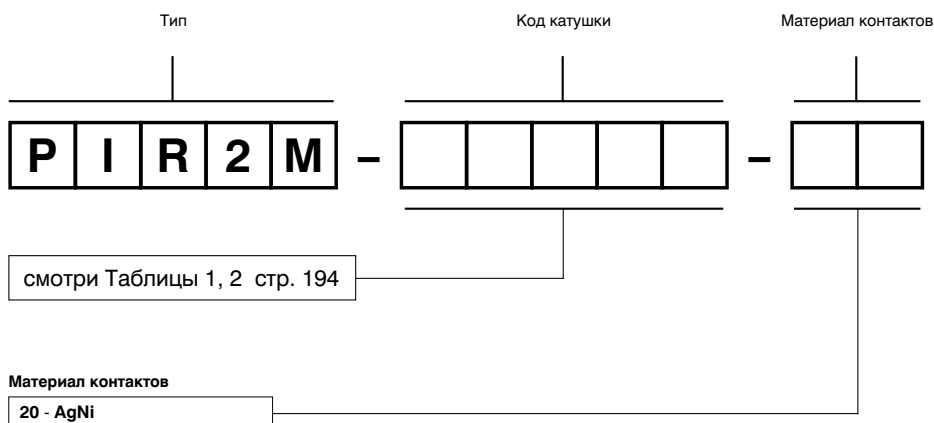 Тип Код катушки Материал контактов
P I R 2 M – –
смотри Таблицы 1, 2 стр. 194
Материал контактов
20 - AgNi